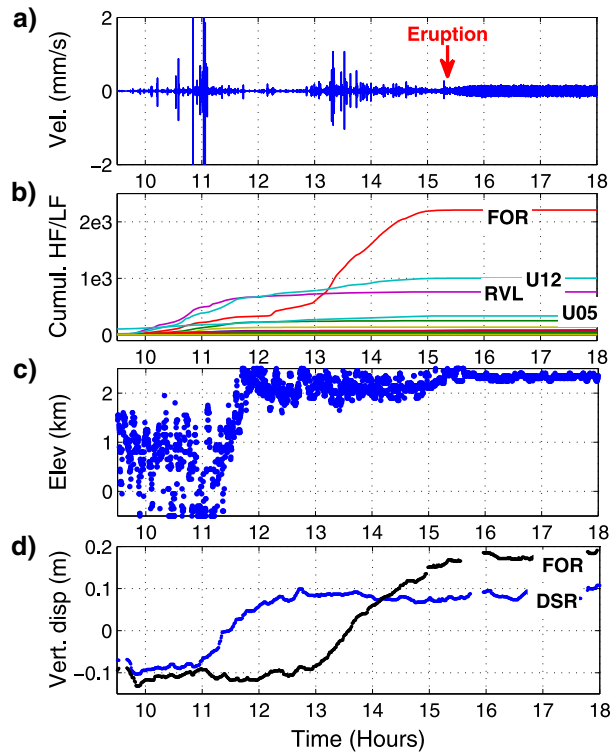 a)
Vel. (mm/s)
2
0
−2
Eruption
10 11 12 13 14 15 16 17 18
b)
Cumul. HF/LF
2e3
1e3
0
FOR
U12
RVL
U05
10 11 12 13 14 15 16 17 18
c)
Elev (km)
2
1
0
10 11 12 13 14 15 16 17 18
d)
Vert. disp (m)
0.2
0.1
0
−0.1
FOR
DSR
10 11 12 13 14 15 16 17 18
Time (Hours)